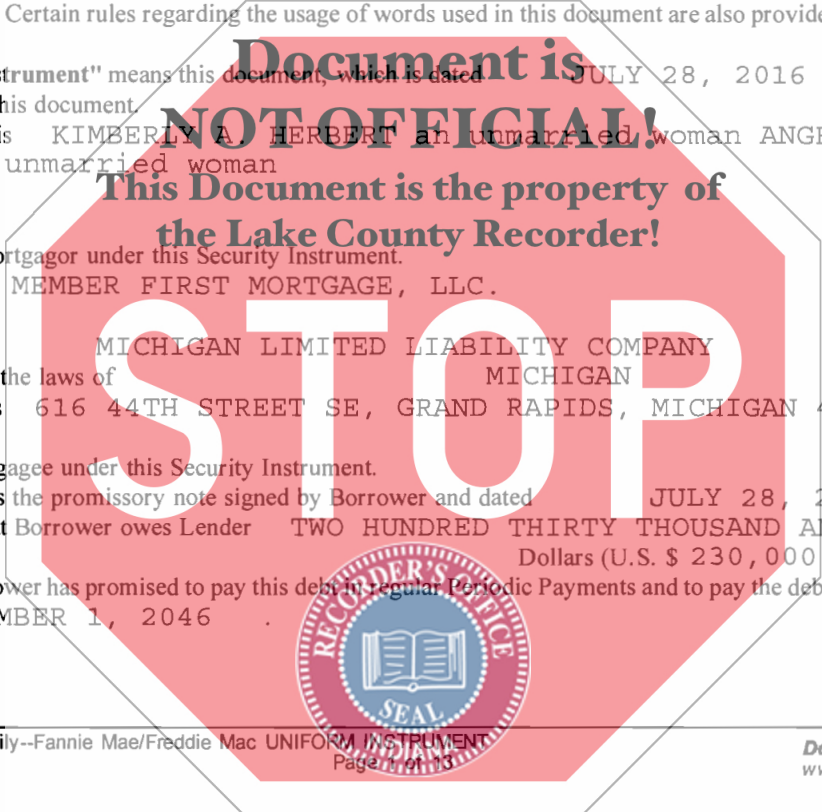 Certain rules regarding the usage of words used in this document are also provide
Document is
trument" means this document, which is dated JULY 28, 2016
his document.
NOT OFFICIAL!
is KIMBERLY A. HERBERT an unmarried woman ANGE
unmarried woman
This Document is the property of
the Lake County Recorder!
ortgagor under this Security Instrument.
MEMBER FIRST MORTGAGE, LLC.
STOP
MICHIGAN LIMITED LIABILITY COMPANY
the laws of MICHIGAN
616 44TH STREET SE, GRAND RAPIDS, MICHIGAN 4
gagee under this Security Instrument.
s the promissory note signed by Borrower and dated JULY 28, 2
t Borrower owes Lender TWO HUNDRED THIRTY THOUSAND A
Dollars (U.S. $ 230,000
ower has promised to pay this debt in regular Periodic Payments and to pay the deb
MBER 1, 2046 .
RECORDER'S OFFICE
SEAL
INDIANA
ily--Fannie Mae/Freddie Mac UNIFORM INSTRUMENT
Page 1 of 13